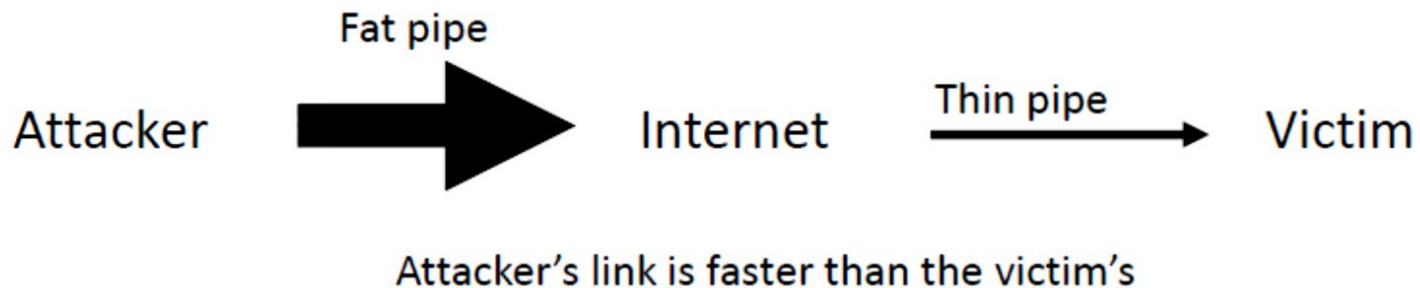 Fat pipe
Attacker
Internet
Thin pipe
Victim
Attacker’s link is faster than the victim’s